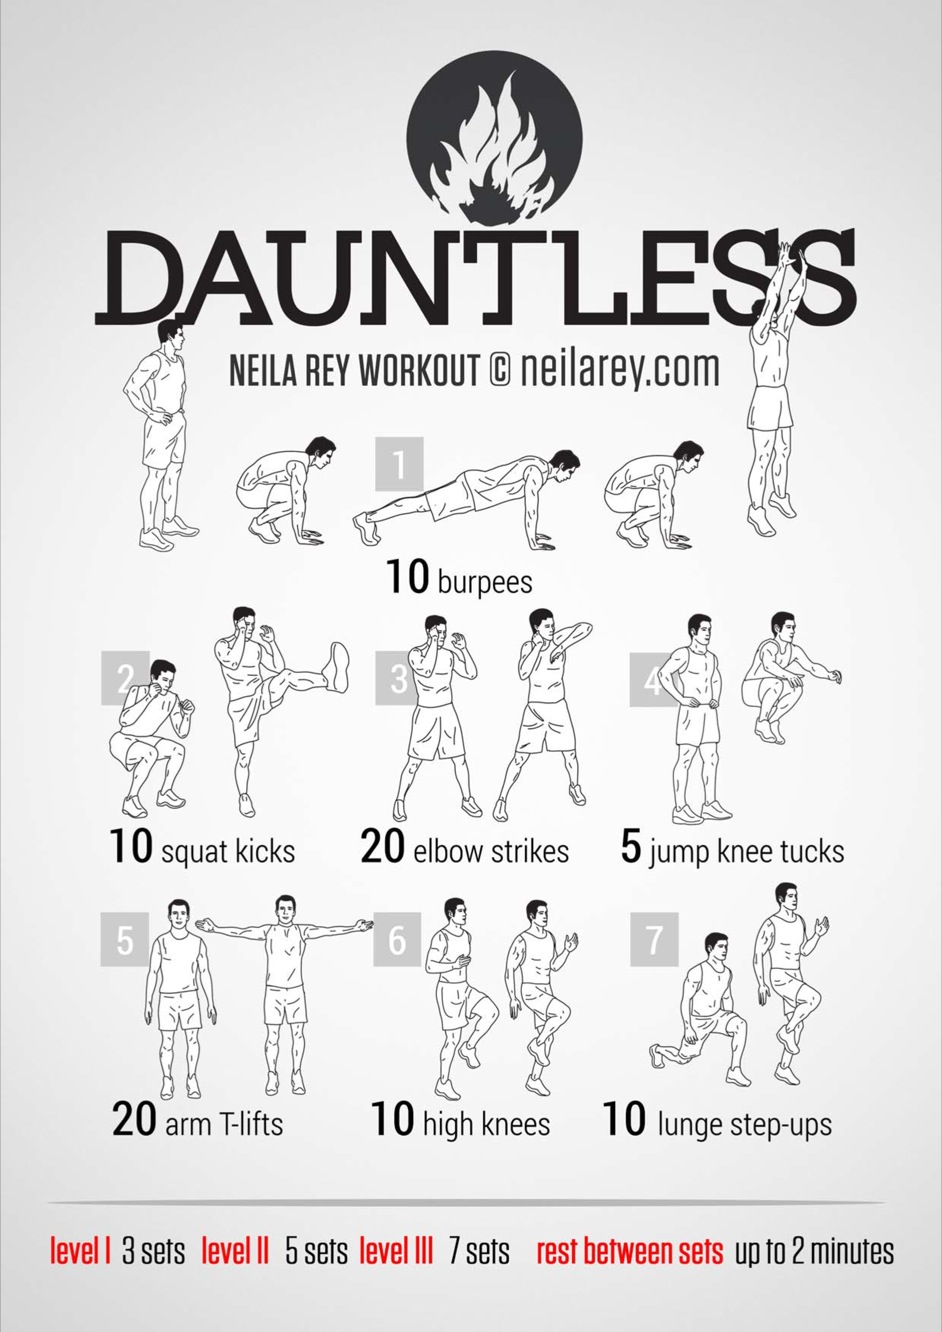 DAUNTLESS
NEILA REY WORKOUT © neilarey.com
1
10 burpees
2
10 squat kicks
3
20 elbow strikes
4
5 jump knee tucks
5
20 arm T-lifts
6
10 high knees
7
10 lunge step-ups
level I 3 sets level II 5 sets level III 7 sets rest between sets up to 2 minutes